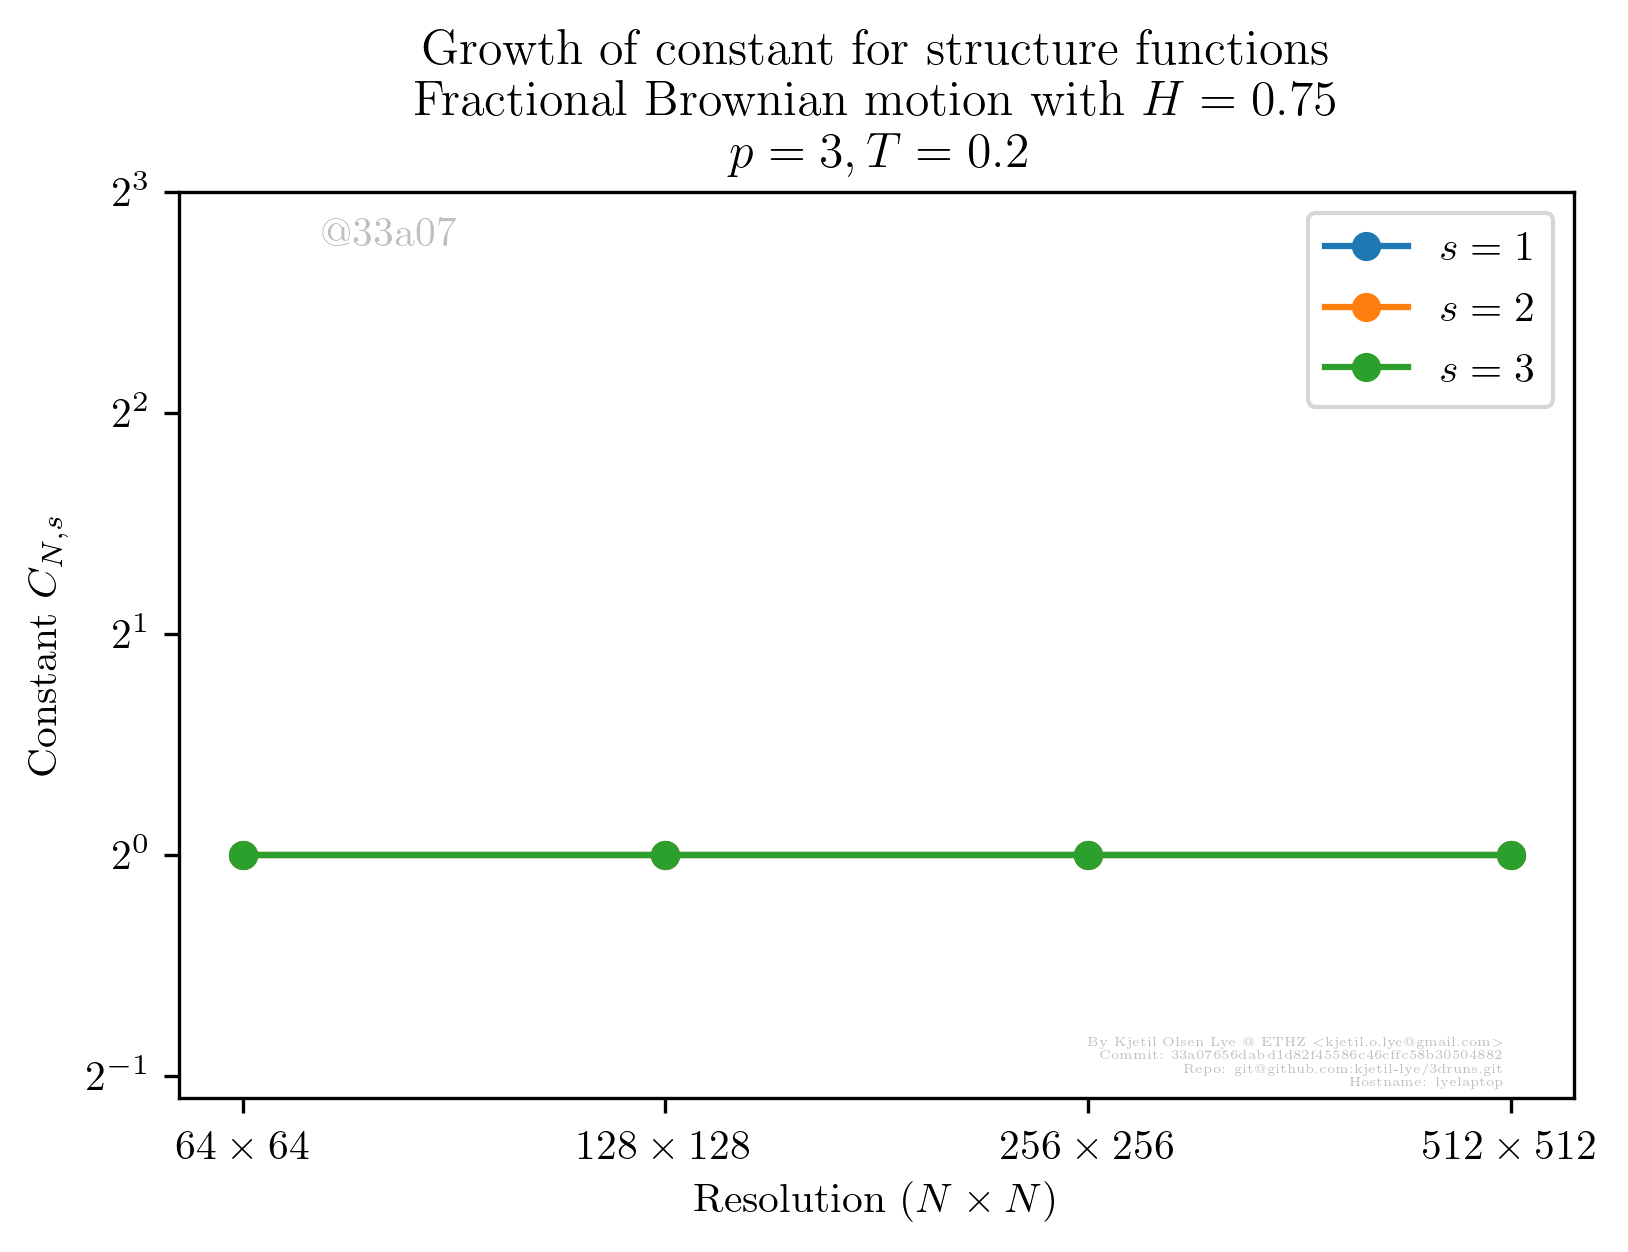 Growth of constant for structure functions
Fractional Brownian motion with H = 0.75
p = 3, T = 0.2
2^3
@33a07
s = 1
s = 2
s = 3
2^2
2^1
Constant C_{N,s}
2^0
2^{-1}
By Kjetil Olsen Lye @ ETHZ <kjetil.o.lye@gmail.com>
Commit: 33a07656dabd1d82f45586c46cffc58b30504882
Repo: git@github.com:kjetil-lye/3druns.git
Hostname: lyelaptop
64 × 64
128 × 128
256 × 256
512 × 512
Resolution (N × N)